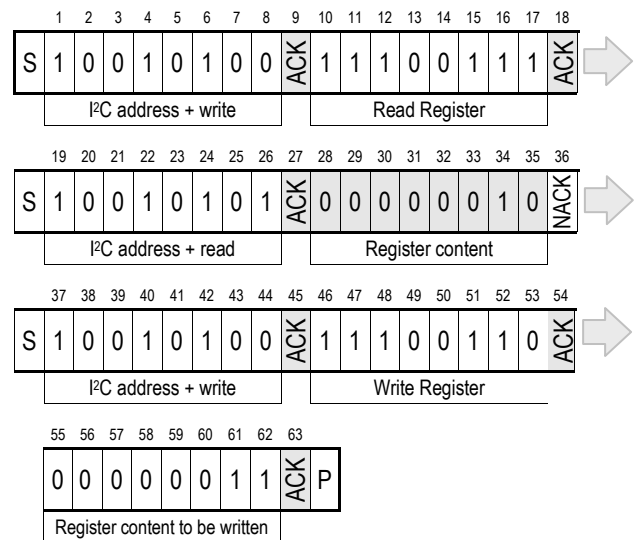 1 2 3 4 5 6 7 8 9 10 11 12 13 14 15 16 17 18
S 1 0 0 1 0 1 0 0 ACK 1 1 1 0 0 1 1 1 ACK
I²C address + write Read Register
19 20 21 22 23 24 25 26 27 28 29 30 31 32 33 34 35 36
S 1 0 0 1 0 1 0 1 ACK 0 0 0 0 0 0 1 0 NACK
I²C address + read Register content
37 38 39 40 41 42 43 44 45 46 47 48 49 50 51 52 53 54
S 1 0 0 1 0 1 0 0 ACK 1 1 1 0 0 1 1 0 ACK
I²C address + write Write Register
55 56 57 58 59 60 61 62 63
0 0 0 0 0 0 1 1 ACK P
Register content to be written